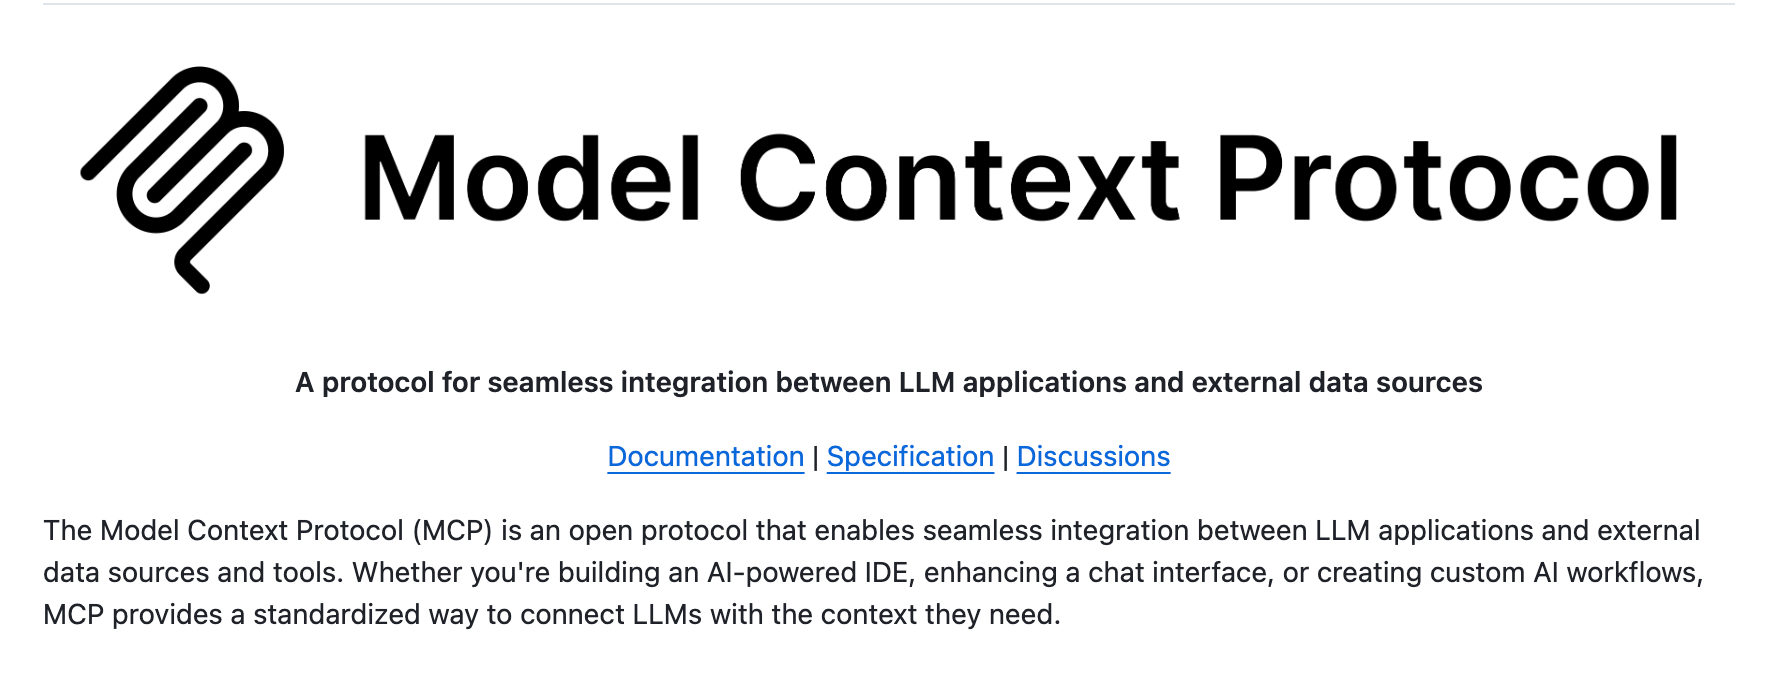 Model Context Protocol
A protocol for seamless integration between LLM applications and external data sources
Documentation | Specification | Discussions
The Model Context Protocol (MCP) is an open protocol that enables seamless integration between LLM applications and external
data sources and tools. Whether you're building an AI-powered IDE, enhancing a chat interface, or creating custom AI workflows,
MCP provides a standardized way to connect LLMs with the context they need.